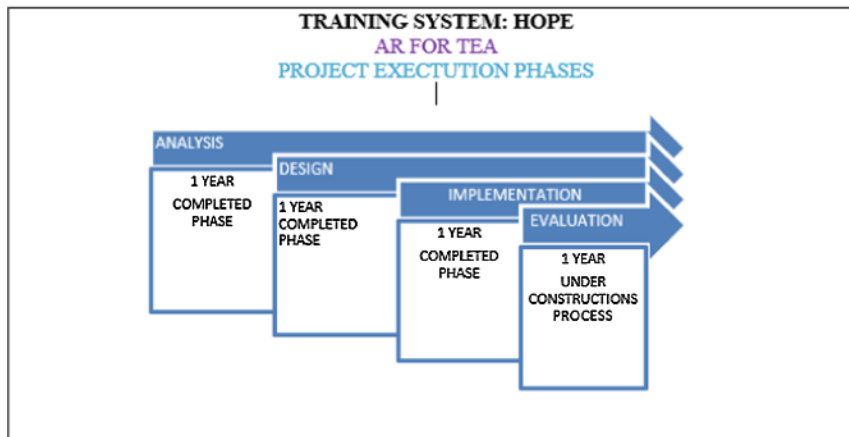 TRAINING SYSTEM: HOPE
AR FOR TEA
PROJECT EXECTUTION PHASES
ANALYSIS
1 YEAR
COMPLETED
PHASE
DESIGN
1 YEAR
COMPLETED
PHASE
IMPLEMENTATION
1 YEAR
COMPLETED
PHASE
EVALUATION
1 YEAR
UNDER
CONSTRUCTIONS
PROCESS